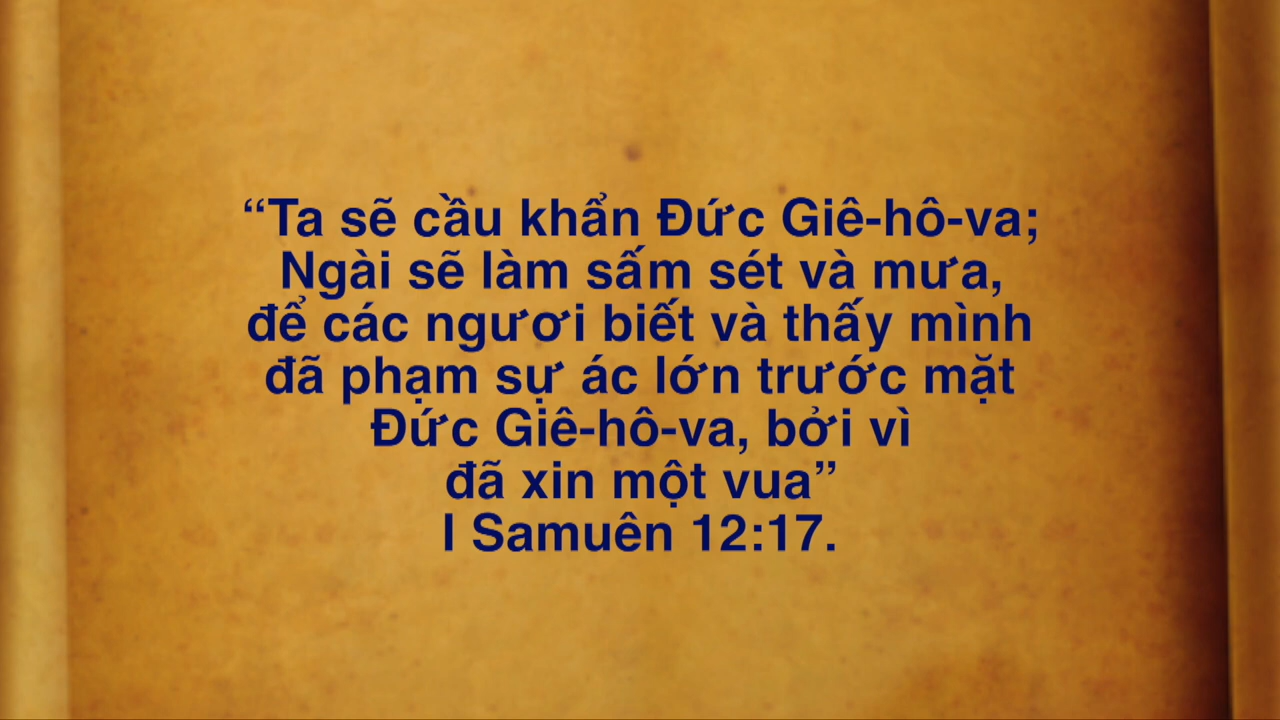 “Ta sẽ cầu khẩn Đức Giê-hô-va;
Ngài sẽ làm sấm sét và mưa,
để các ngươi biết và thấy mình
đã phạm sự ác lớn trước mặt
Đức Giê-hô-va, bởi vì
đã xin một vua”
I Samuên 12:17.